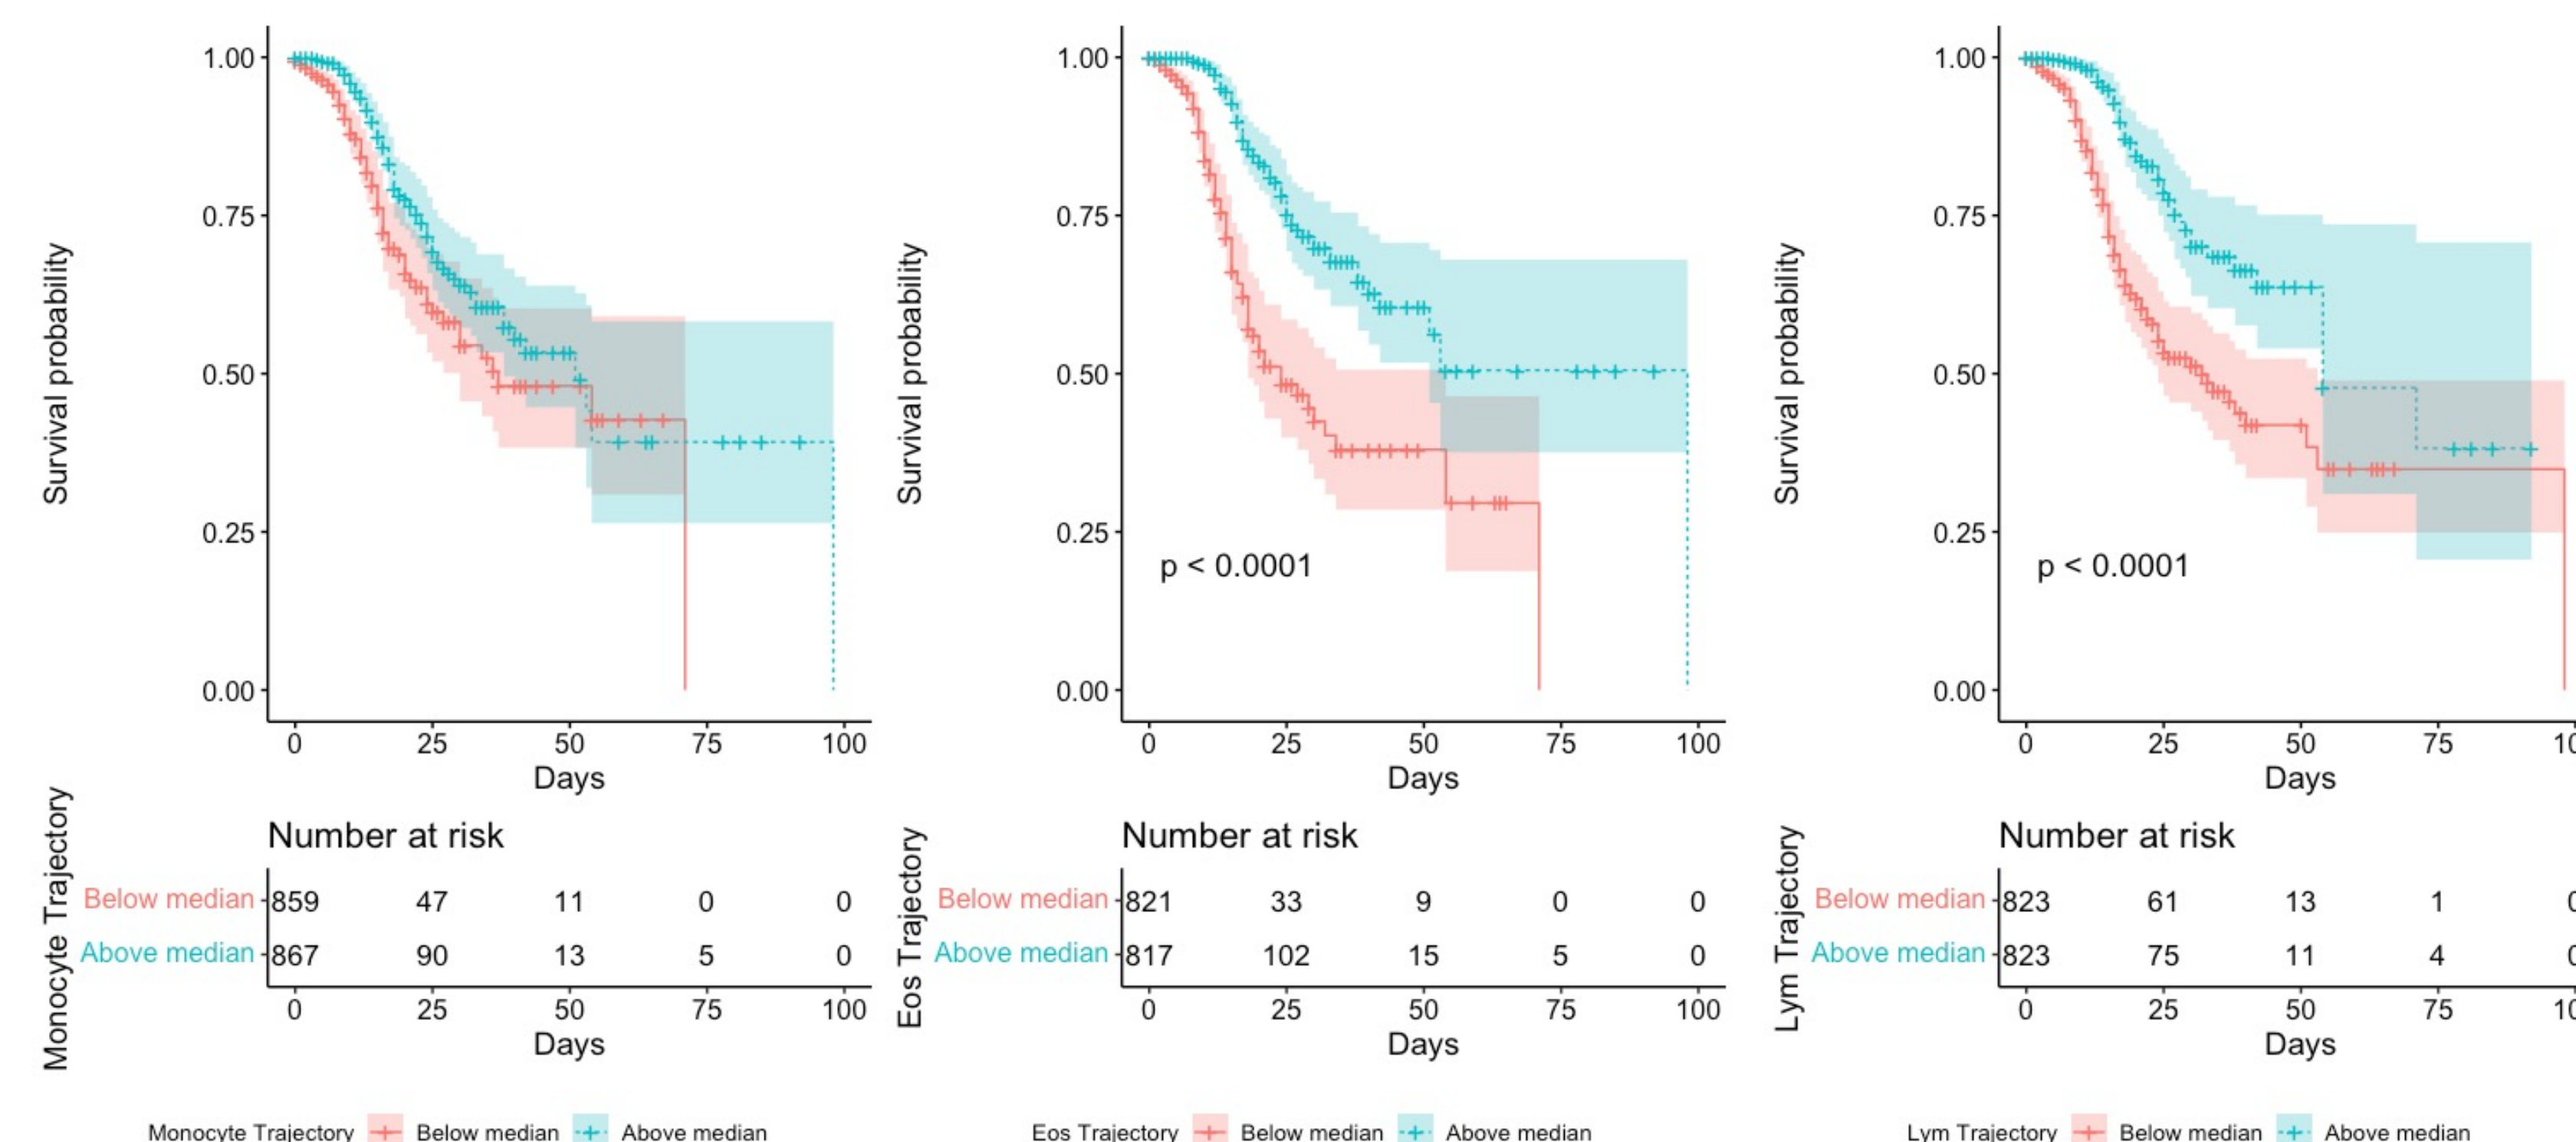 Survival probability
1.00
0.75
0.50
0.25
0.00
0 25 50 75 100
Days
Number at risk
Monocyte Trajectory
Below median 859 47 11 0 0
Above median 867 90 13 5 0
0 25 50 75 100
Days
Monocyte Trajectory Below median Above median
Survival probability
1.00
0.75
0.50
0.25
0.00
p < 0.0001
0 25 50 75 100
Days
Number at risk
Eos Trajectory
Below median 821 33 9 0 0
Above median 817 102 15 5 0
0 25 50 75 100
Days
Eos Trajectory Below median Above median
Survival probability
1.00
0.75
0.50
0.25
0.00
p < 0.0001
0 25 50 75 10
Days
Number at risk
Lym Trajectory
Below median 823 61 13 1 0
Above median 823 75 11 4 0
0 25 50 75 10
Days
Lym Trajectory Below median Above median